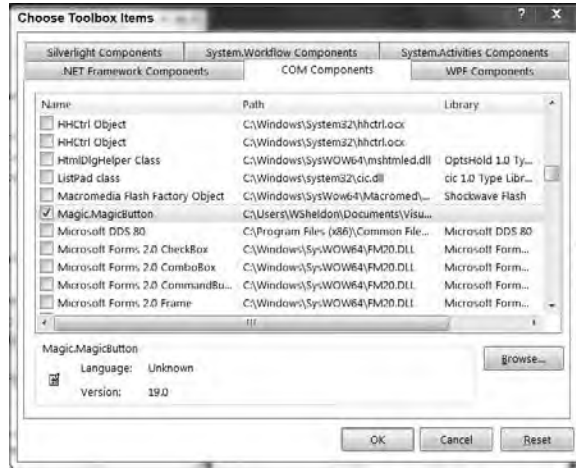 Choose Toolbox Items
? X
Silverlight Components System.Workflow Components System.Activities Components
.NET Framework Components COM Components WPF Components
Name Path Library
HHCtrl Object C:\Windows\System32\hhctrl.ocx
HHCtrl Object C:\Windows\System32\hhctrl.ocx
HtmlDlgHelper Class C:\Windows\SysWOW64\mshtmled.dll OptsHold 1.0 Ty...
ListPad class C:\Windows\system32\cic.dll cic 1.0 Type Libr...
Macromedia Flash Factory Object C:\Windows\SysWow64\Macromed\... Shockwave Flash
Magic.MagicButton C:\Users\WSheldon\Documents\Visu...
Microsoft DDS 80 C:\Program Files (x86)\Common File... Microsoft DDS 80
Microsoft Forms 2.0 CheckBox C:\Windows\SysWOW64\FM20.DLL Microsoft Form...
Microsoft Forms 2.0 ComboBox C:\Windows\SysWOW64\FM20.DLL Microsoft Form...
Microsoft Forms 2.0 CommandBu... C:\Windows\SysWOW64\FM20.DLL Microsoft Form...
Microsoft Forms 2.0 Frame C:\Windows\SysWOW64\FM20.DLL Microsoft Form...
Magic.MagicButton
Browse...
Language: Unknown
Version: 19.0
OK Cancel Reset